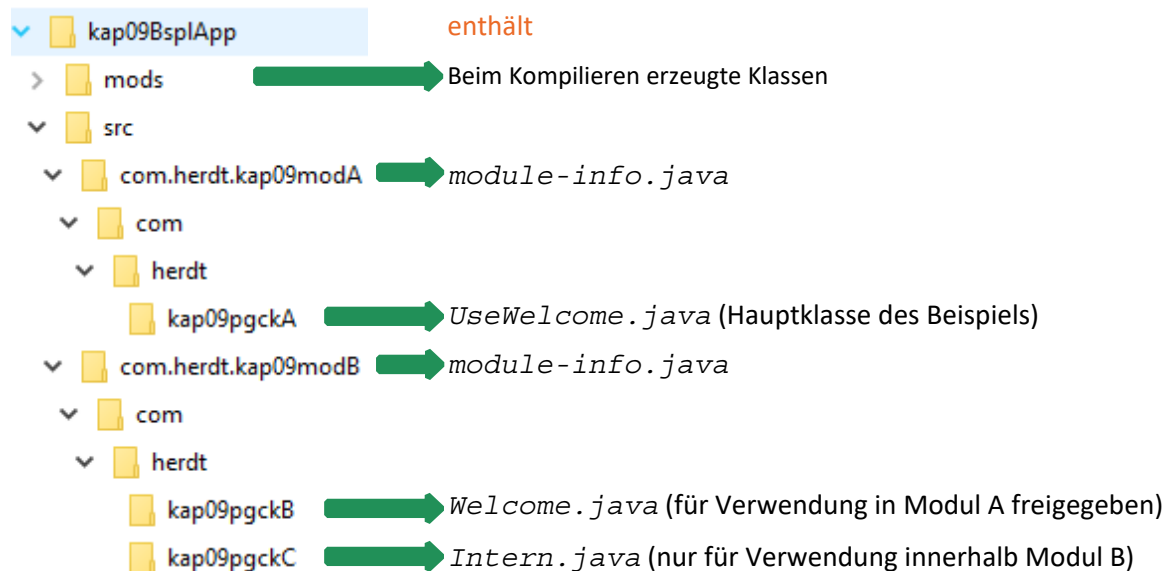 kap09BsplApp enthält
mods Beim Kompilieren erzeugte Klassen
src
com.herdt.kap09modA module-info.java
com
herdt
kap09pgckA UseWelcome.java (Hauptklasse des Beispiels)
com.herdt.kap09modB module-info.java
com
herdt
kap09pgckB Welcome.java (für Verwendung in Modul A freigegeben)
kap09pgckC Intern.java (nur für Verwendung innerhalb Modul B)